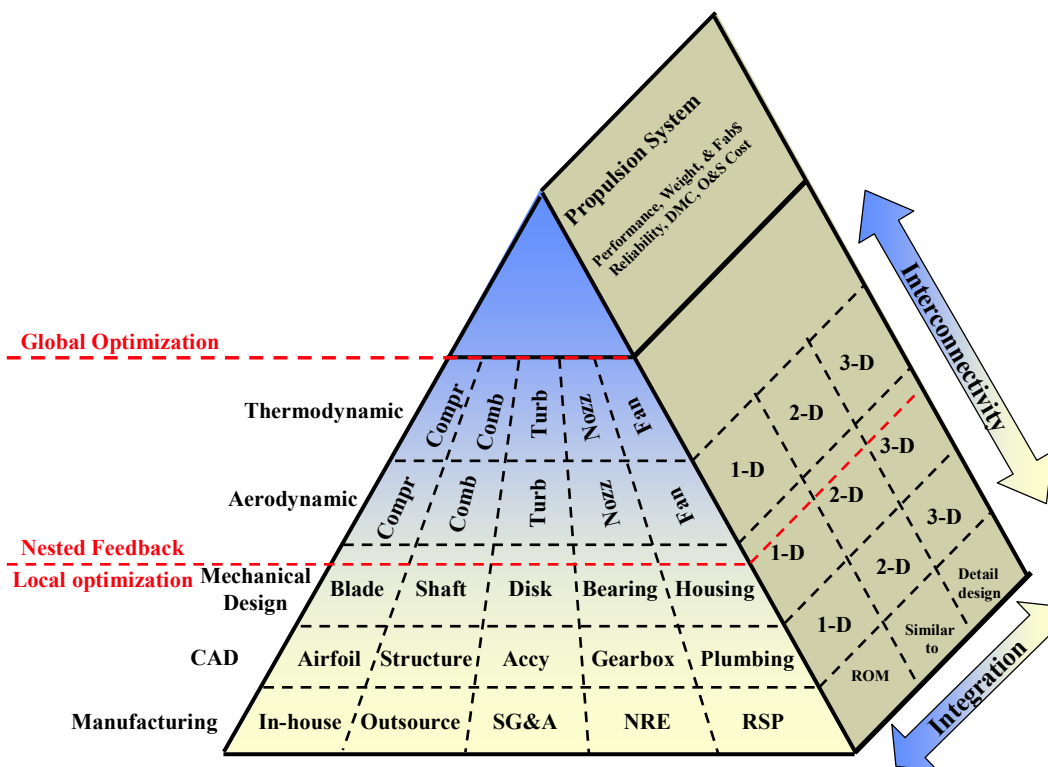 Propulsion System
Performance, Weight, & Fab$
Reliability, DMC, O&S Cost
Interconnectivity
Integration
Global Optimization
Thermodynamic
Compr
Comb
Turb
Nozz
Fan
Aerodynamic
Compr
Comb
Turb
Nozz
Fan
Nested Feedback
Local optimization
Mechanical
Design
Blade
Shaft
Disk
Bearing
Housing
CAD
Airfoil
Structure
Accy
Gearbox
Plumbing
Manufacturing
In-house
Outsource
SG&A
NRE
RSP
1-D
2-D
3-D
1-D
2-D
3-D
1-D
2-D
3-D
ROM
Similar
to
Detail
design